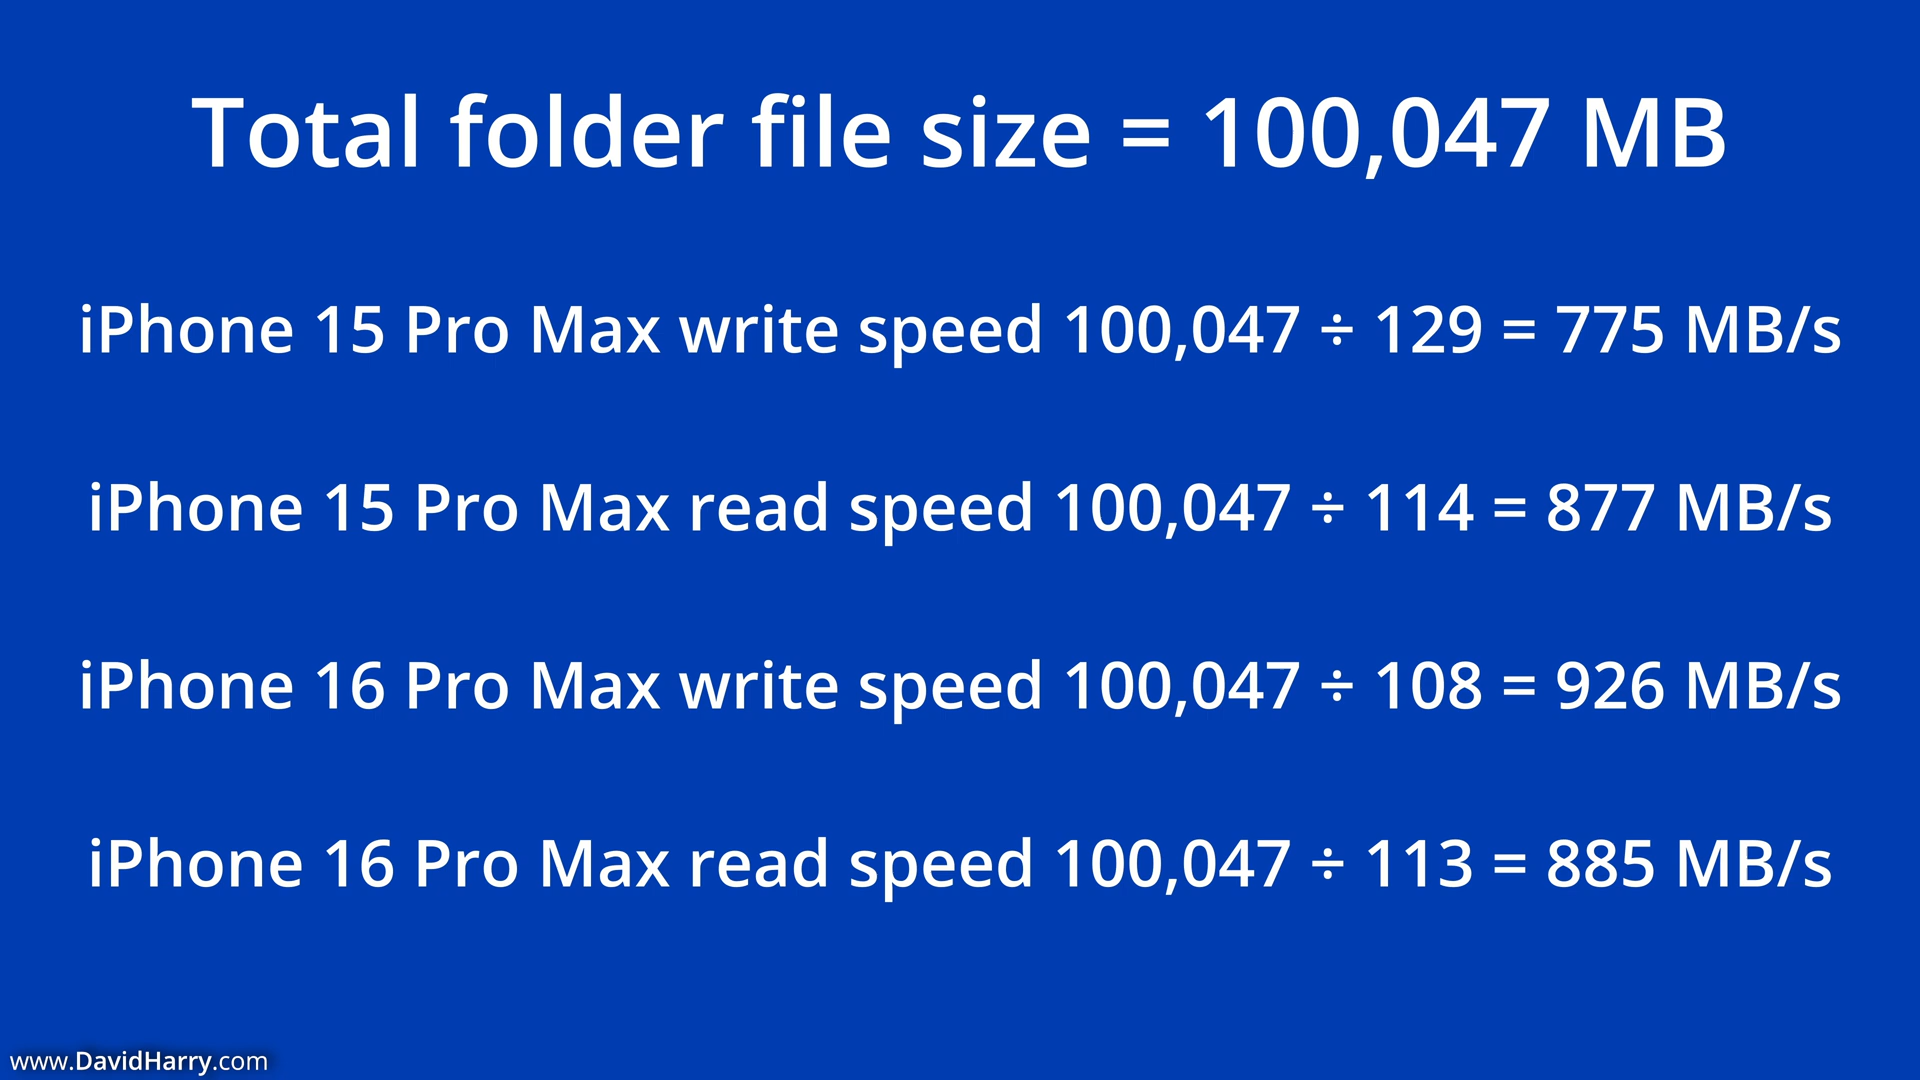 Total folder file size = 100,047 MB
iPhone 15 Pro Max write speed 100,047 ÷ 129 = 775 MB/s
iPhone 15 Pro Max read speed 100,047 ÷ 114 = 877 MB/s
iPhone 16 Pro Max write speed 100,047 ÷ 108 = 926 MB/s
iPhone 16 Pro Max read speed 100,047 ÷ 113 = 885 MB/s
www.DavidHarry.com